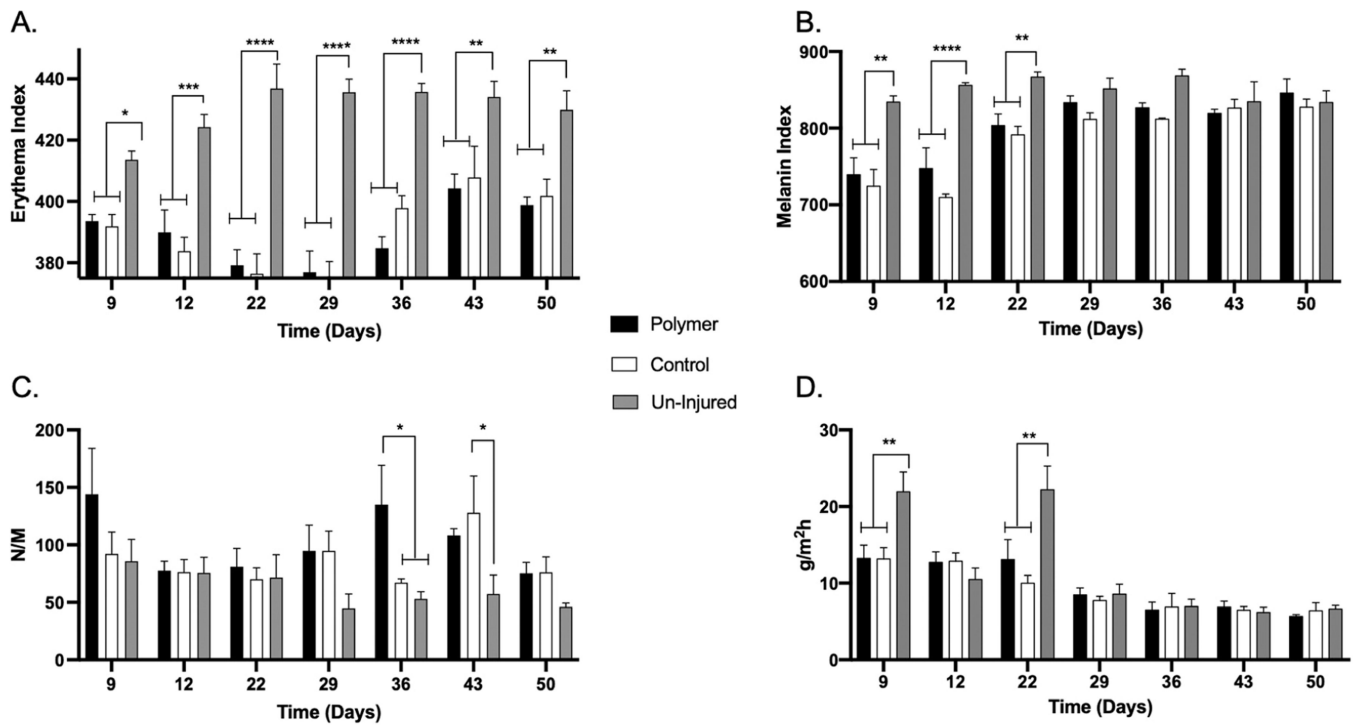 A.
Erythema Index
440
420
400
380
* *** **** **** **** ** **
9 12 22 29 36 43 50
Time (Days)
B.
Melanin Index
900
800
700
600
** **** **
9 12 22 29 36 43 50
Time (Days)
Polymer
Control
Un-Injured
C.
N/M
200
150
100
50
0
* *
9 12 22 29 36 43 50
Time (Days)
D.
g/m²h
30
20
10
0
** **
9 12 22 29 36 43 50
Time (Days)